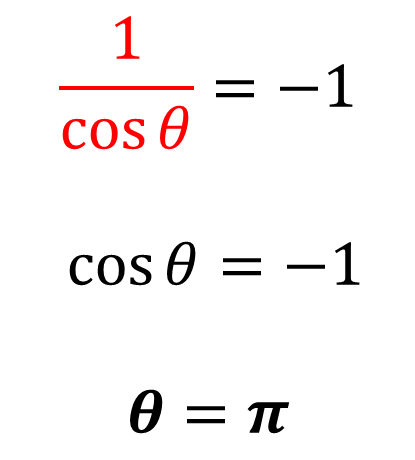 1/cos θ = −1
cos θ = −1
θ = π